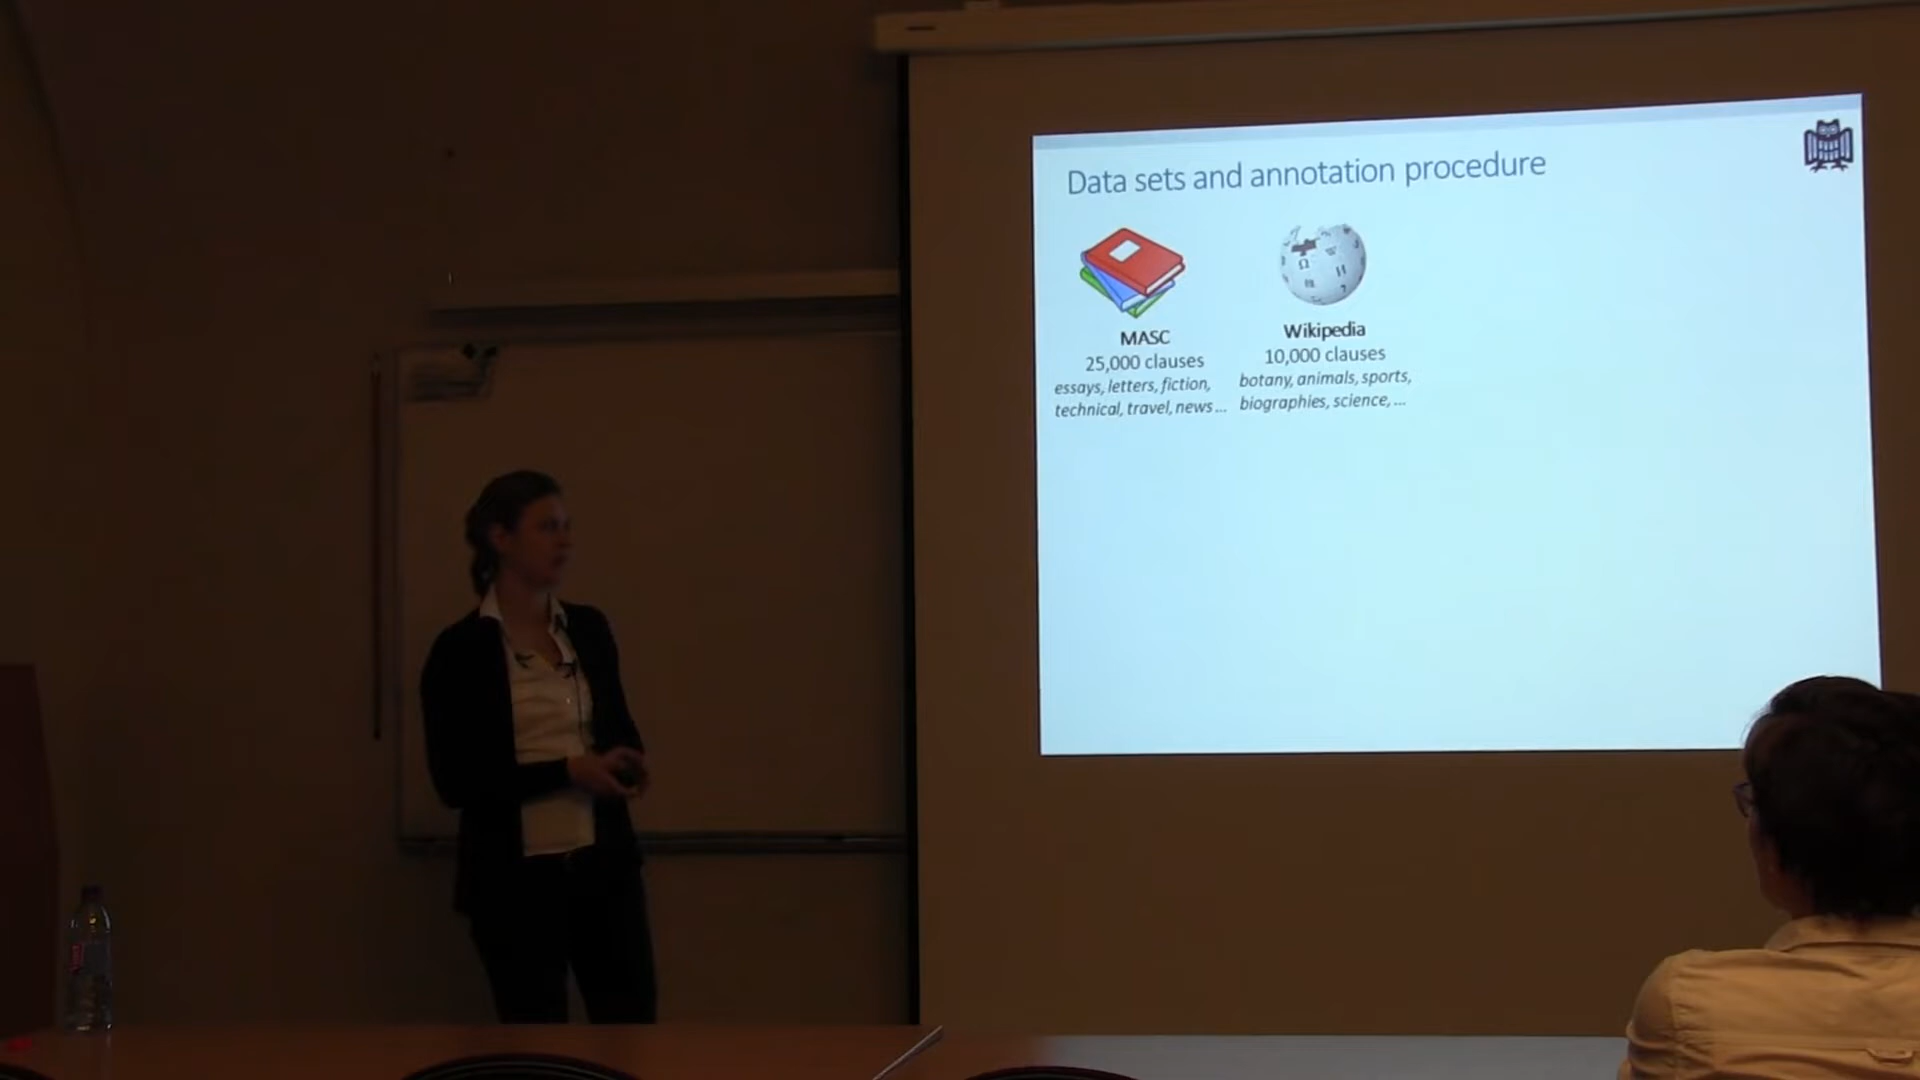 Data sets and annotation procedure
MASC
25,000 clauses
essays, letters, fiction,
technical, travel, news ...
Wikipedia
10,000 clauses
botany, animals, sports,
biographies, science, ...